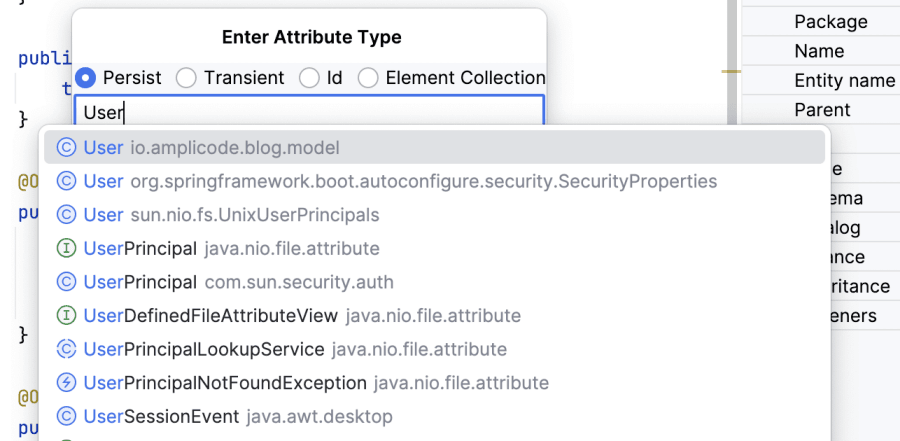 }
Enter Attribute Type
publi
Persist Transient Id Element Collection
t
User
}
User io.amplicode.blog.model
User org.springframework.boot.autoconfigure.security.SecurityProperties
@O
User sun.nio.fs.UnixUserPrincipals
pu
UserPrincipal java.nio.file.attribute
UserPrincipal com.sun.security.auth
UserDefinedFileAttributeView java.nio.file.attribute
}
UserPrincipalLookupService java.nio.file.attribute
UserPrincipalNotFoundException java.nio.file.attribute
@O
UserSessionEvent java.awt.desktop
pu
Package
Name
Entity name
Parent
e
ema
alog
ance
ritance
eners